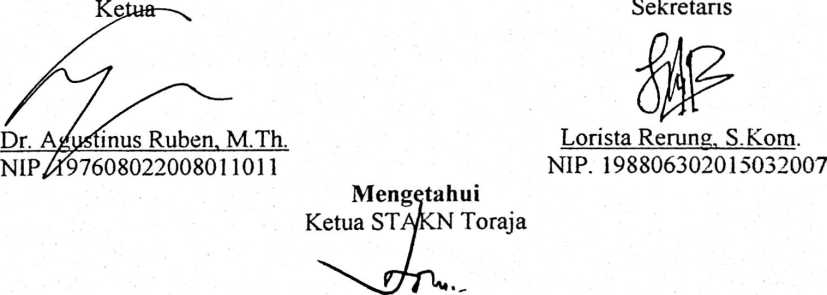 Ketua
Sekretaris
Dr. Agustinus Ruben, M.Th.
Lorista Rerung, S.Kom.
NIP. 197608022008011011
NIP. 198806302015032007
Mengetahui
Ketua STAKN Toraja